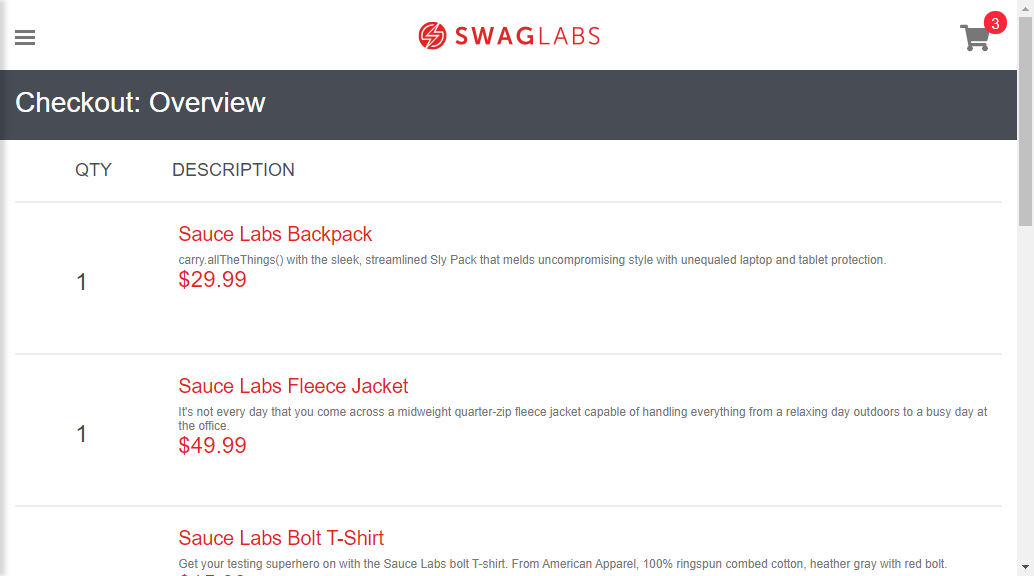 SWAGLABS
3
Checkout: Overview
QTY DESCRIPTION
Sauce Labs Backpack
carry.allTheThings() with the sleek, streamlined Sly Pack that melds uncompromising style with unequaled laptop and tablet protection.
1
$29.99
Sauce Labs Fleece Jacket
It's not every day that you come across a midweight quarter-zip fleece jacket capable of handling everything from a relaxing day outdoors to a busy day at
the office.
1
$49.99
Sauce Labs Bolt T-Shirt
Get your testing superhero on with the Sauce Labs bolt T-shirt. From American Apparel, 100% ringspun combed cotton, heather gray with red bolt.